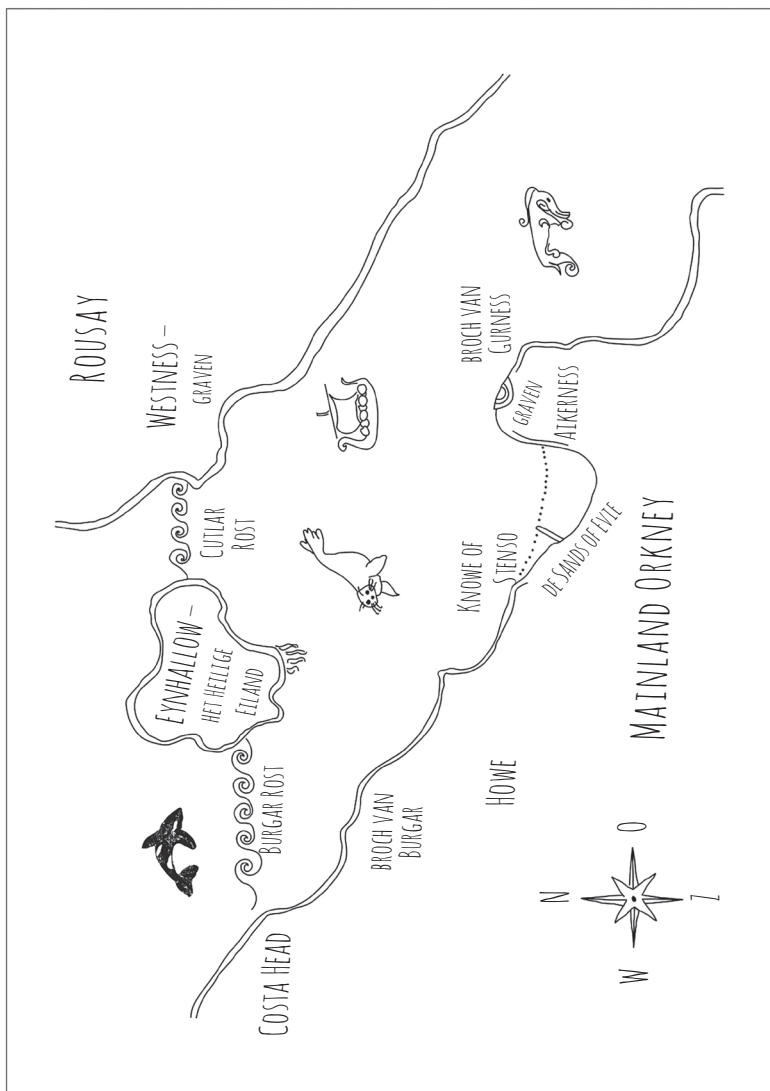 ROUSAY
WESTNESS –
GRAVEN
CUTLAR
ROST
EYNHALLOW –
HET HEILIGE
EILAND
BURGAR ROST
COSTA HEAD
BROCH VAN
BURGAR
HOWE
KNOWE OF
STENSO
DE SANDS OF EVIE
BROCH VAN
GURNESS
GRAVEN
AIKERNESS
MAINLAND ORKNEY
N
W
O
Z